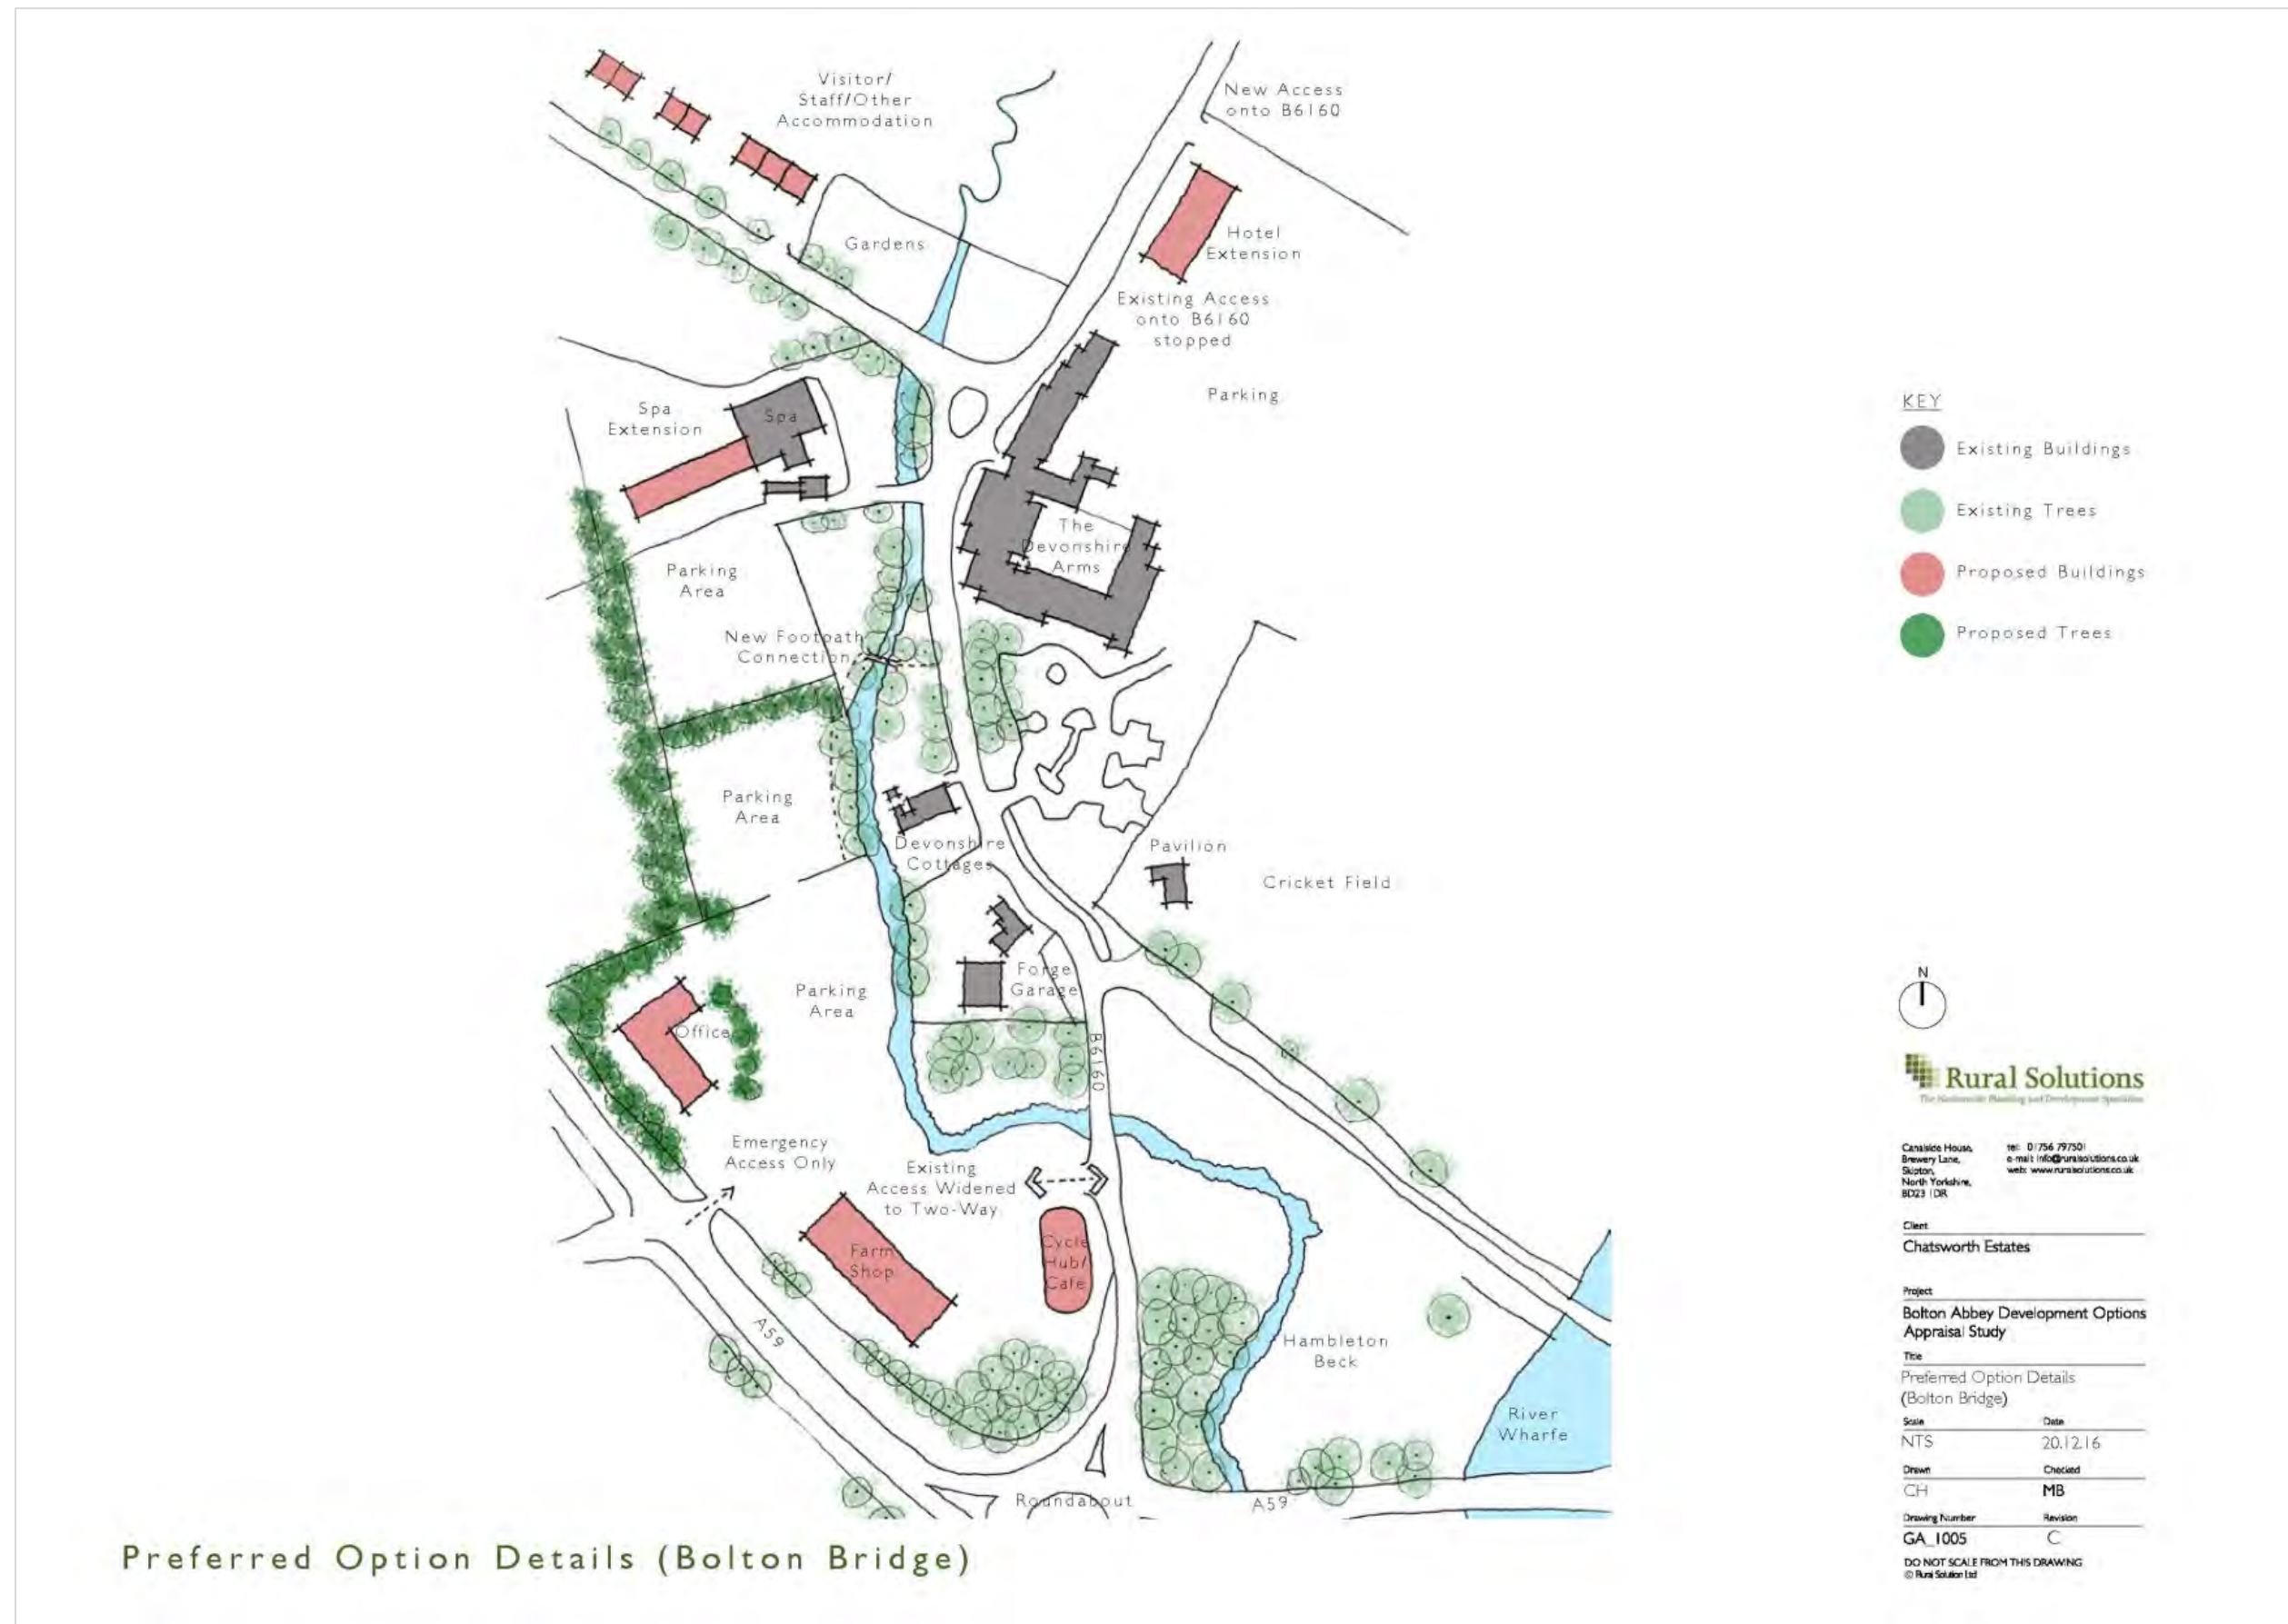 Visitor/
Staff/Other
Accommodation
New Access
onto B6160
Gardens
Hotel
Extension
Existing Access
onto B6160
stopped
Parking
Spa
Extension
Spa
The
Devonshire
Arms
Parking
Area
New Footpath
Connection
Parking
Area
Devonshire
Cottages
Pavilion
Cricket Field
Forge
Garage
Parking
Area
Office
B6160
Emergency
Access Only
Existing
Access Widened
to Two-Way
Farm
Shop
Cycle
Hub/
Cafe
A59
Hambleton
Beck
River
Wharfe
Roundabout
A59
Preferred Option Details (Bolton Bridge)
KEY
Existing Buildings
Existing Trees
Proposed Buildings
Proposed Trees
N
Rural Solutions
The Nationwide Planning and Development Specialists
Canalside House,
Brewery Lane,
Skipton,
North Yorkshire,
BD23 1DR
tel: 01756 797501
e-mail: info@ruralsolutions.co.uk
web: www.ruralsolutions.co.uk
Client
Chatsworth Estates
Project
Bolton Abbey Development Options
Appraisal Study
Title
Preferred Option Details
(Bolton Bridge)
Scale
NTS
Date
20.12.16
Drawn
CH
Checked
MB
Drawing Number
GA_1005
Revision
C
DO NOT SCALE FROM THIS DRAWING
© Rural Solution Ltd